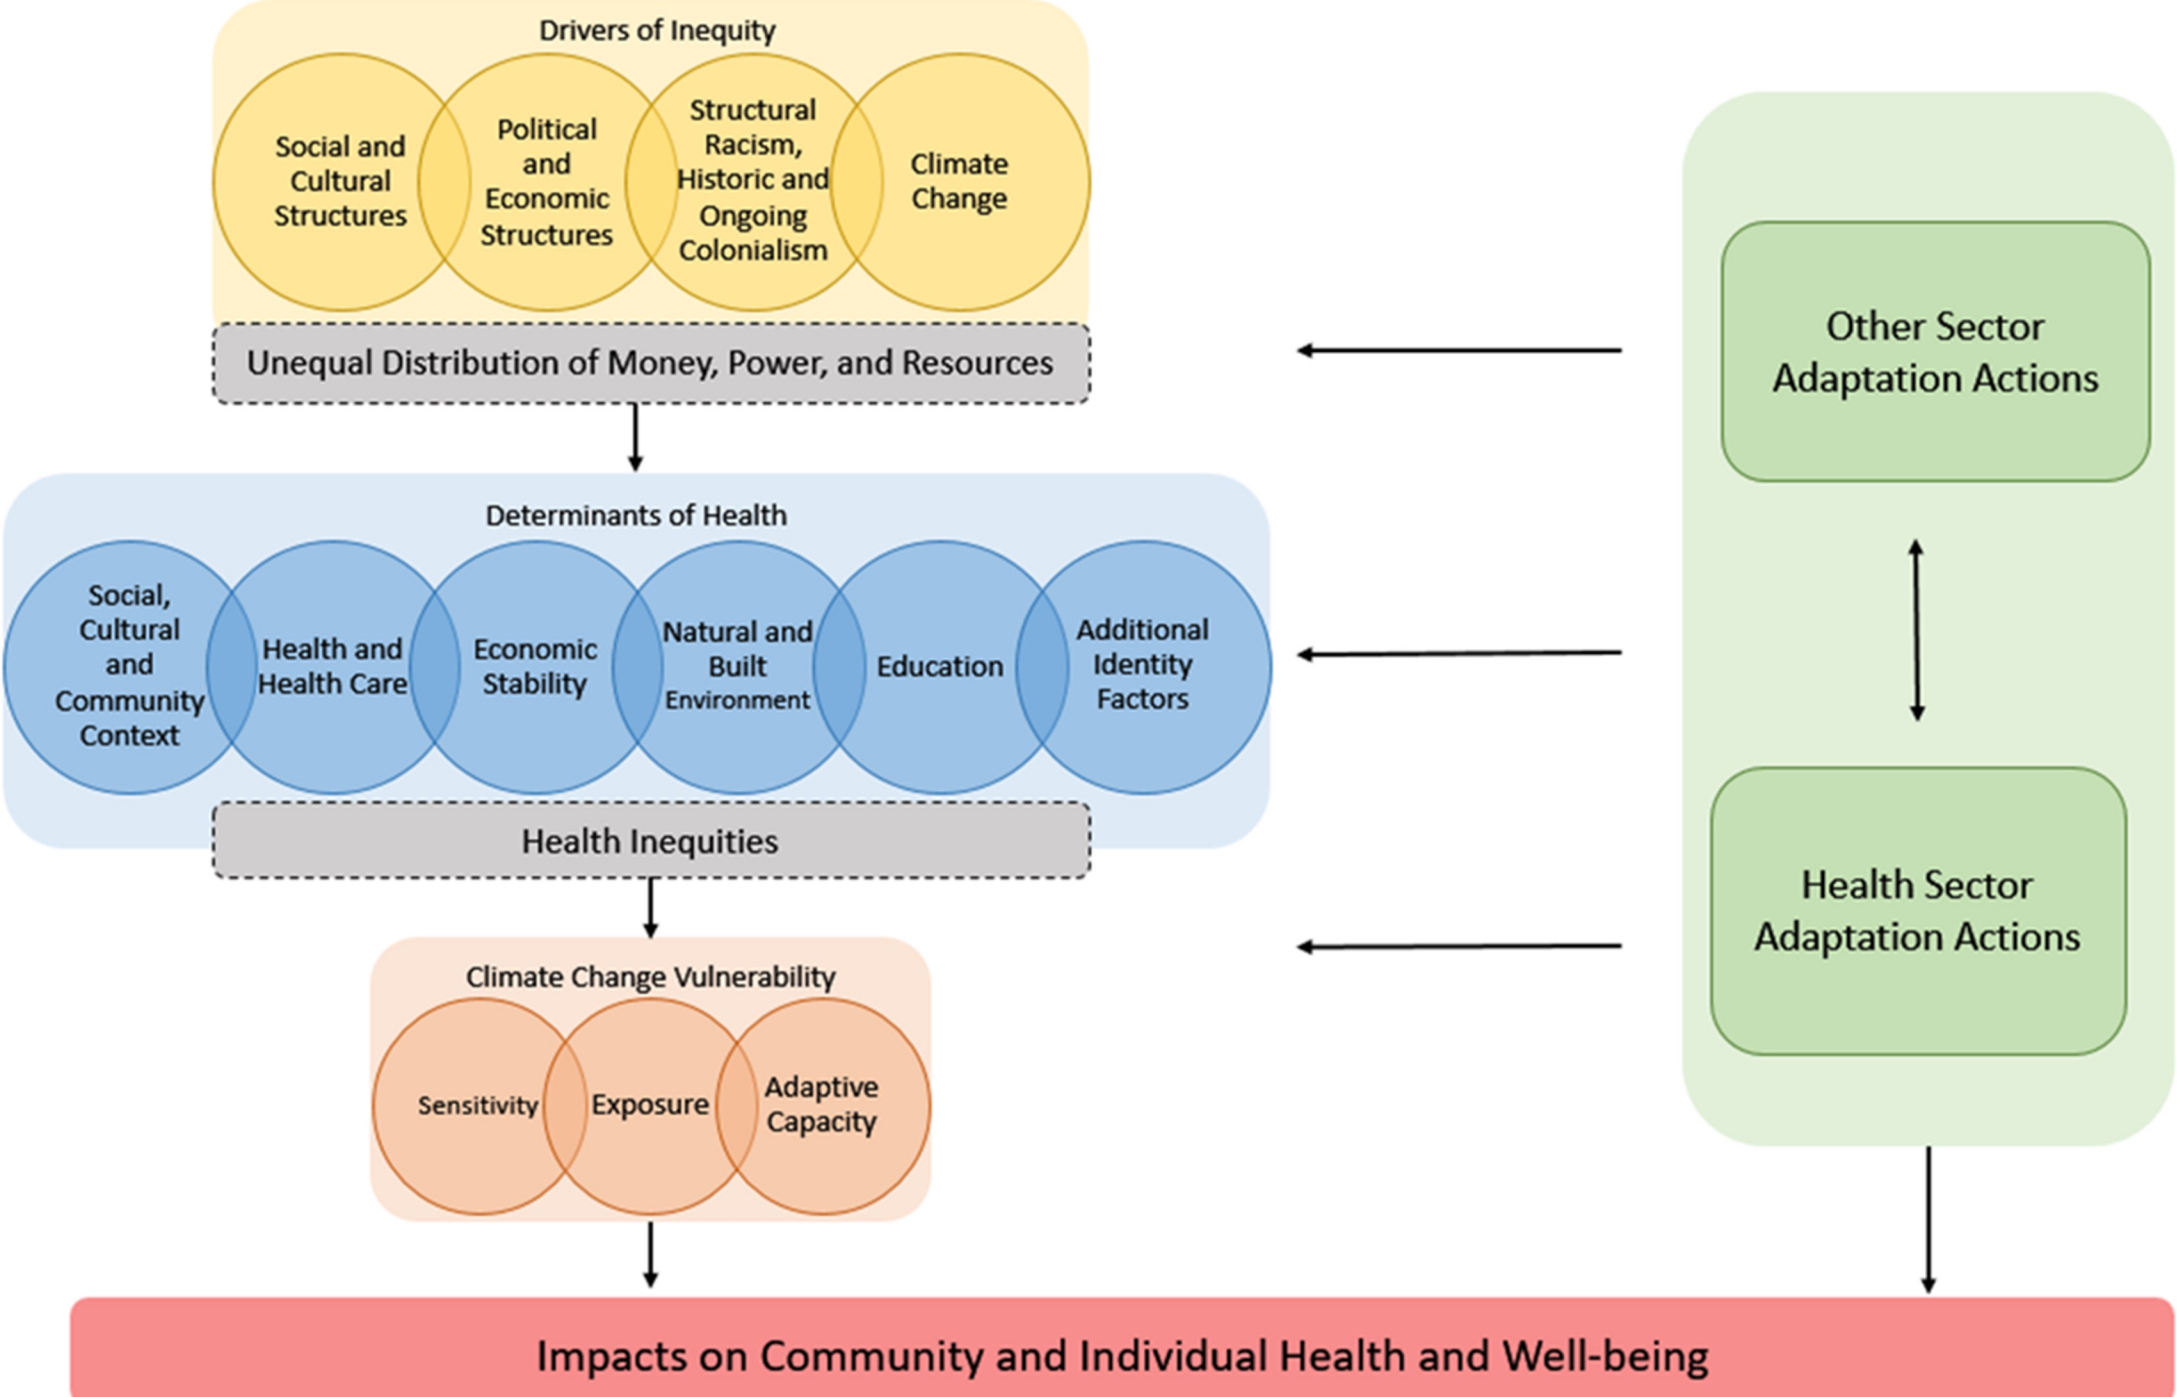 Drivers of Inequity
Social and
Cultural
Structures
Political
and
Economic
Structures
Structural
Racism,
Historic and
Ongoing
Colonialism
Climate
Change
Unequal Distribution of Money, Power, and Resources
Determinants of Health
Social,
Cultural
and
Community
Context
Health and
Health Care
Economic
Stability
Natural and
Built
Environment
Education
Additional
Identity
Factors
Health Inequities
Climate Change Vulnerability
Sensitivity
Exposure
Adaptive
Capacity
Other Sector
Adaptation Actions
Health Sector
Adaptation Actions
Impacts on Community and Individual Health and Well-being